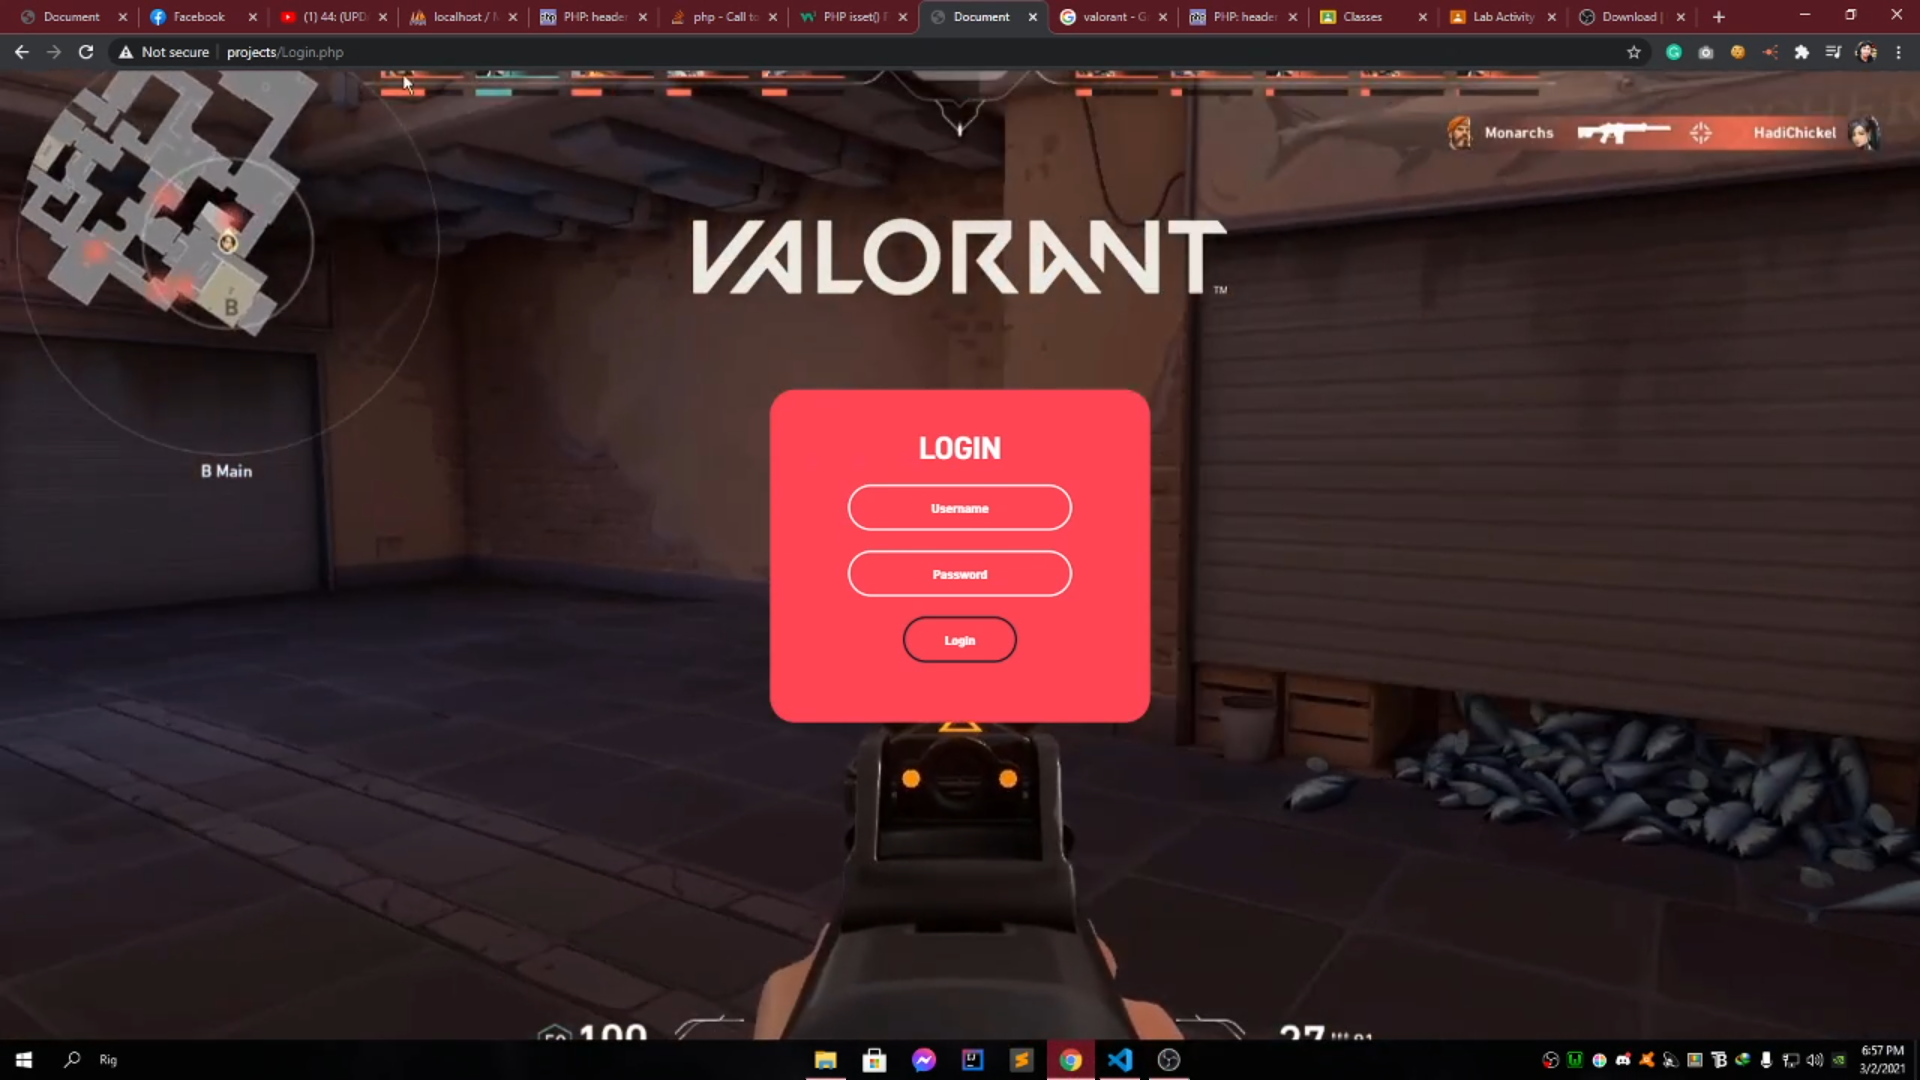 Document
Facebook
(1) 44: (UPD
localhost /
PHP: header
php - Call to
PHP isset() F
Document
valorant - G
PHP: header
Classes
Lab Activity
Download |
Not secure
projects/Login.php
Monarchs
HadiChickel
VALORANT
TM
B
B Main
LOGIN
Username
Password
Login
100
27
Rig
6:57 PM
3/2/2021